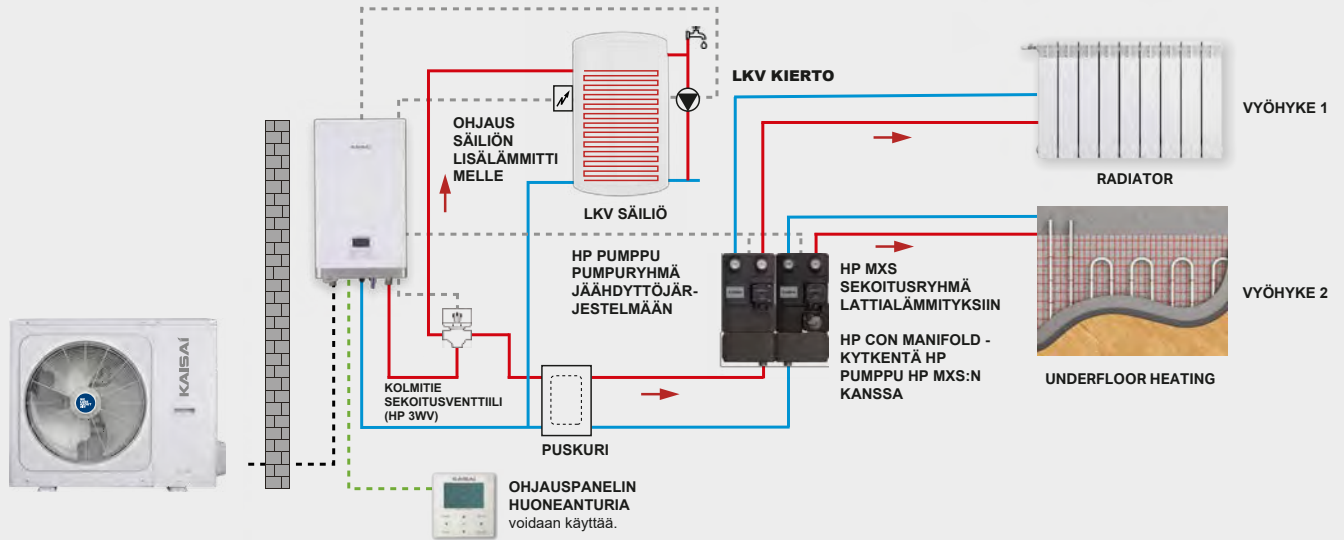 LKV KIERTO
VYÖHYKE 1
RADIATOR
OHJAUS
SÄILIÖN
LISÄLÄMMITTI
MELLE
KAISAI
LKV SÄILIÖ
HP PUMPPU
PUMPURYHMÄ
JÄÄHDYTTÖJÄR-
JESTELMÄÄN
HP MXS
SEKOITUSRYHMÄ
LATTIALÄMMITYKSIIN
HP CON MANIFOLD -
KYTKENTÄ HP
PUMPPU HP MXS:N
KANSSA
VYÖHYKE 2
UNDERFLOOR HEATING
KAISAI
KOLMITIE
SEKOITUSVENTTIILI
(HP 3WV)
PUSKURI
KAISAI
OHJAUSPANELIN
HUONEANTURIA
voidaan käyttää.